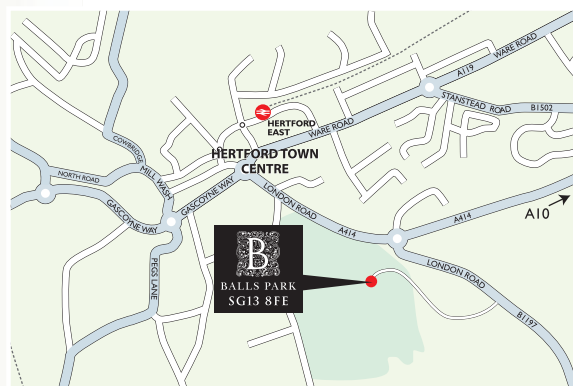 WARE ROAD
A119
STANSTEAD ROAD
B1502
HERTFORD
EAST
WARE ROAD
COWBRIDGE
HERTFORD TOWN
CENTRE
MILL WASH
NORTH ROAD
GASCOYNE WAY
GASCOYNE WAY
LONDON ROAD
A414
A414
A10
PEGS LANE
B
BALLS PARK
SG13 8FE
LONDON ROAD
B1197